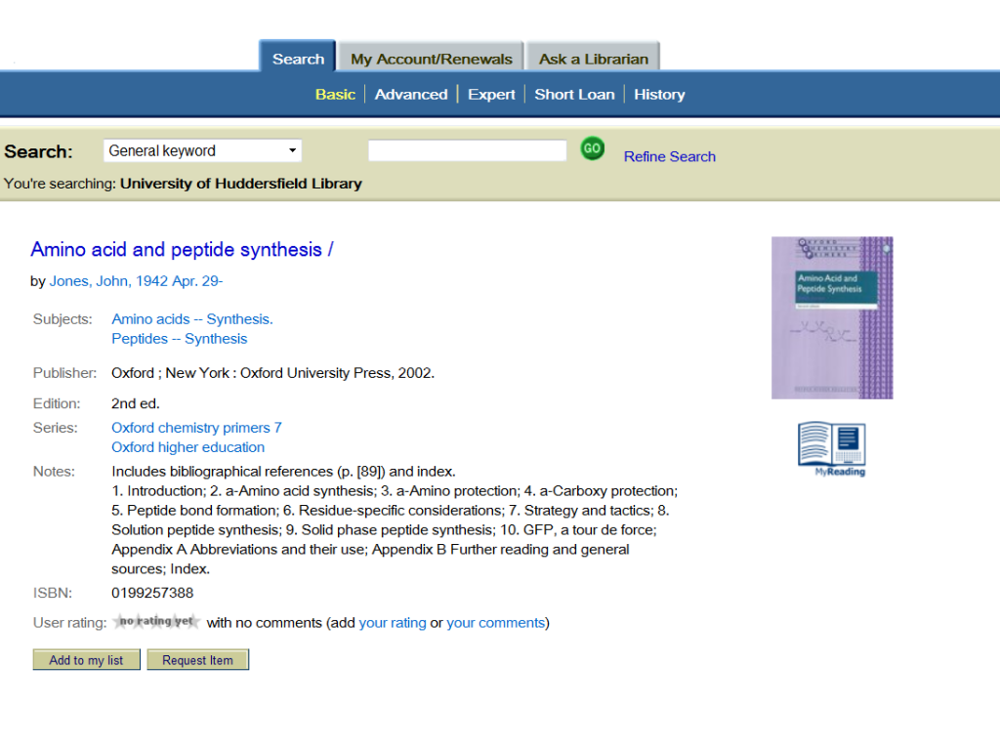 Search My Account/Renewals Ask a Librarian
Basic Advanced Expert Short Loan History
Search: General keyword GO Refine Search
You're searching: University of Huddersfield Library
Amino acid and peptide synthesis /
by Jones, John, 1942 Apr. 29-
Subjects: Amino acids -- Synthesis.
Peptides -- Synthesis
Publisher: Oxford ; New York : Oxford University Press, 2002.
Edition: 2nd ed.
Series: Oxford chemistry primers 7
Oxford higher education
Notes: Includes bibliographical references (p. [89]) and index.
1. Introduction; 2. a-Amino acid synthesis; 3. a-Amino protection; 4. a-Carboxy protection;
5. Peptide bond formation; 6. Residue-specific considerations; 7. Strategy and tactics; 8.
Solution peptide synthesis; 9. Solid phase peptide synthesis; 10. GFP, a tour de force;
Appendix A Abbreviations and their use; Appendix B Further reading and general
sources; Index.
ISBN: 0199257388
User rating: no rating yet with no comments (add your rating or your comments)
Add to my list Request Item
OXFORD
CHEMISTRY
PRIMERS
Amino Acid and
Peptide Synthesis
MyReading